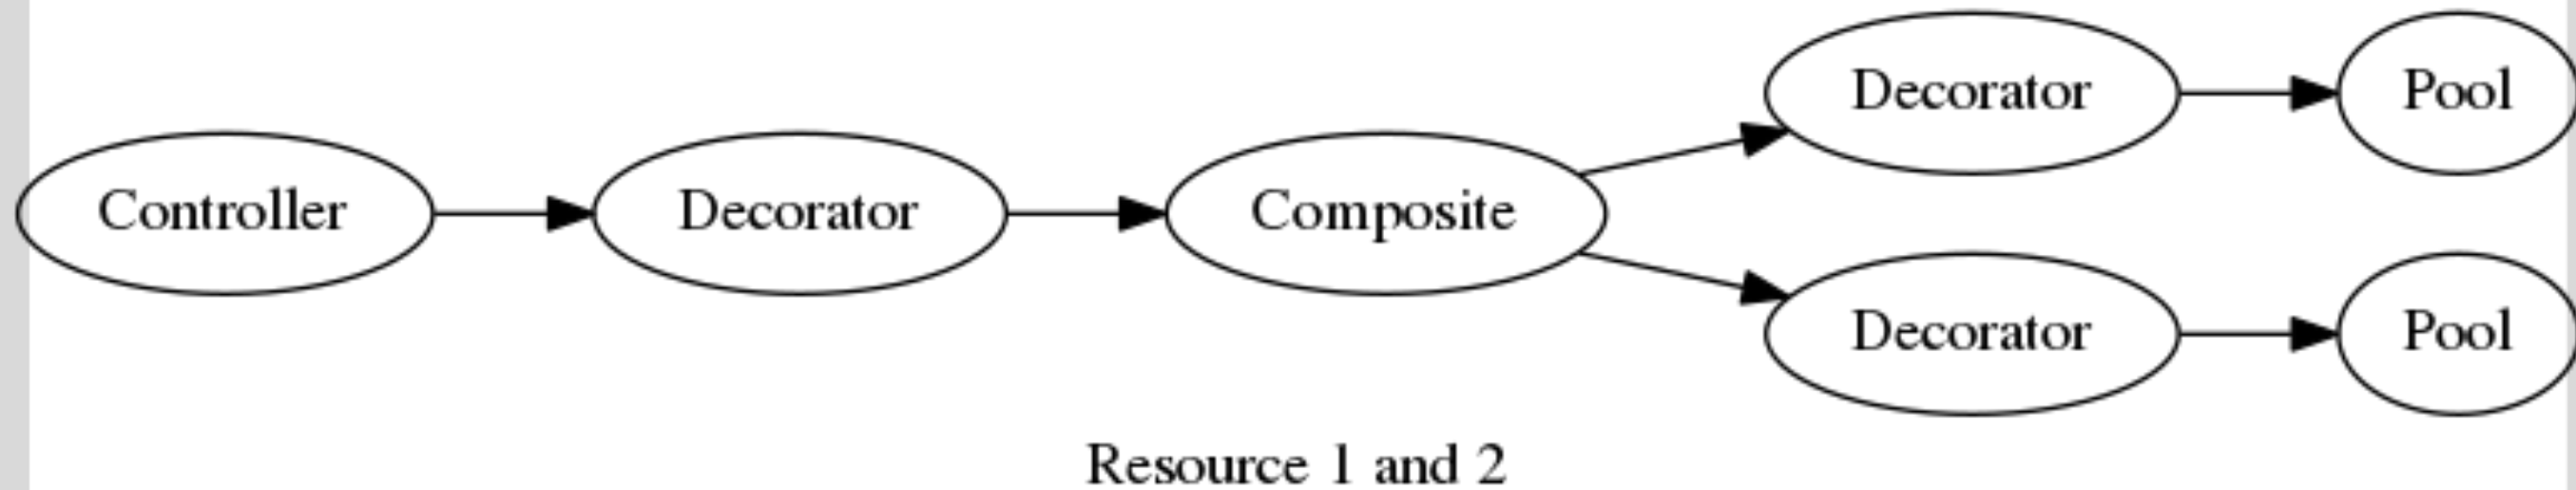 Decorator
Pool
Controller
Decorator
Composite
Decorator
Pool
Resource 1 and 2